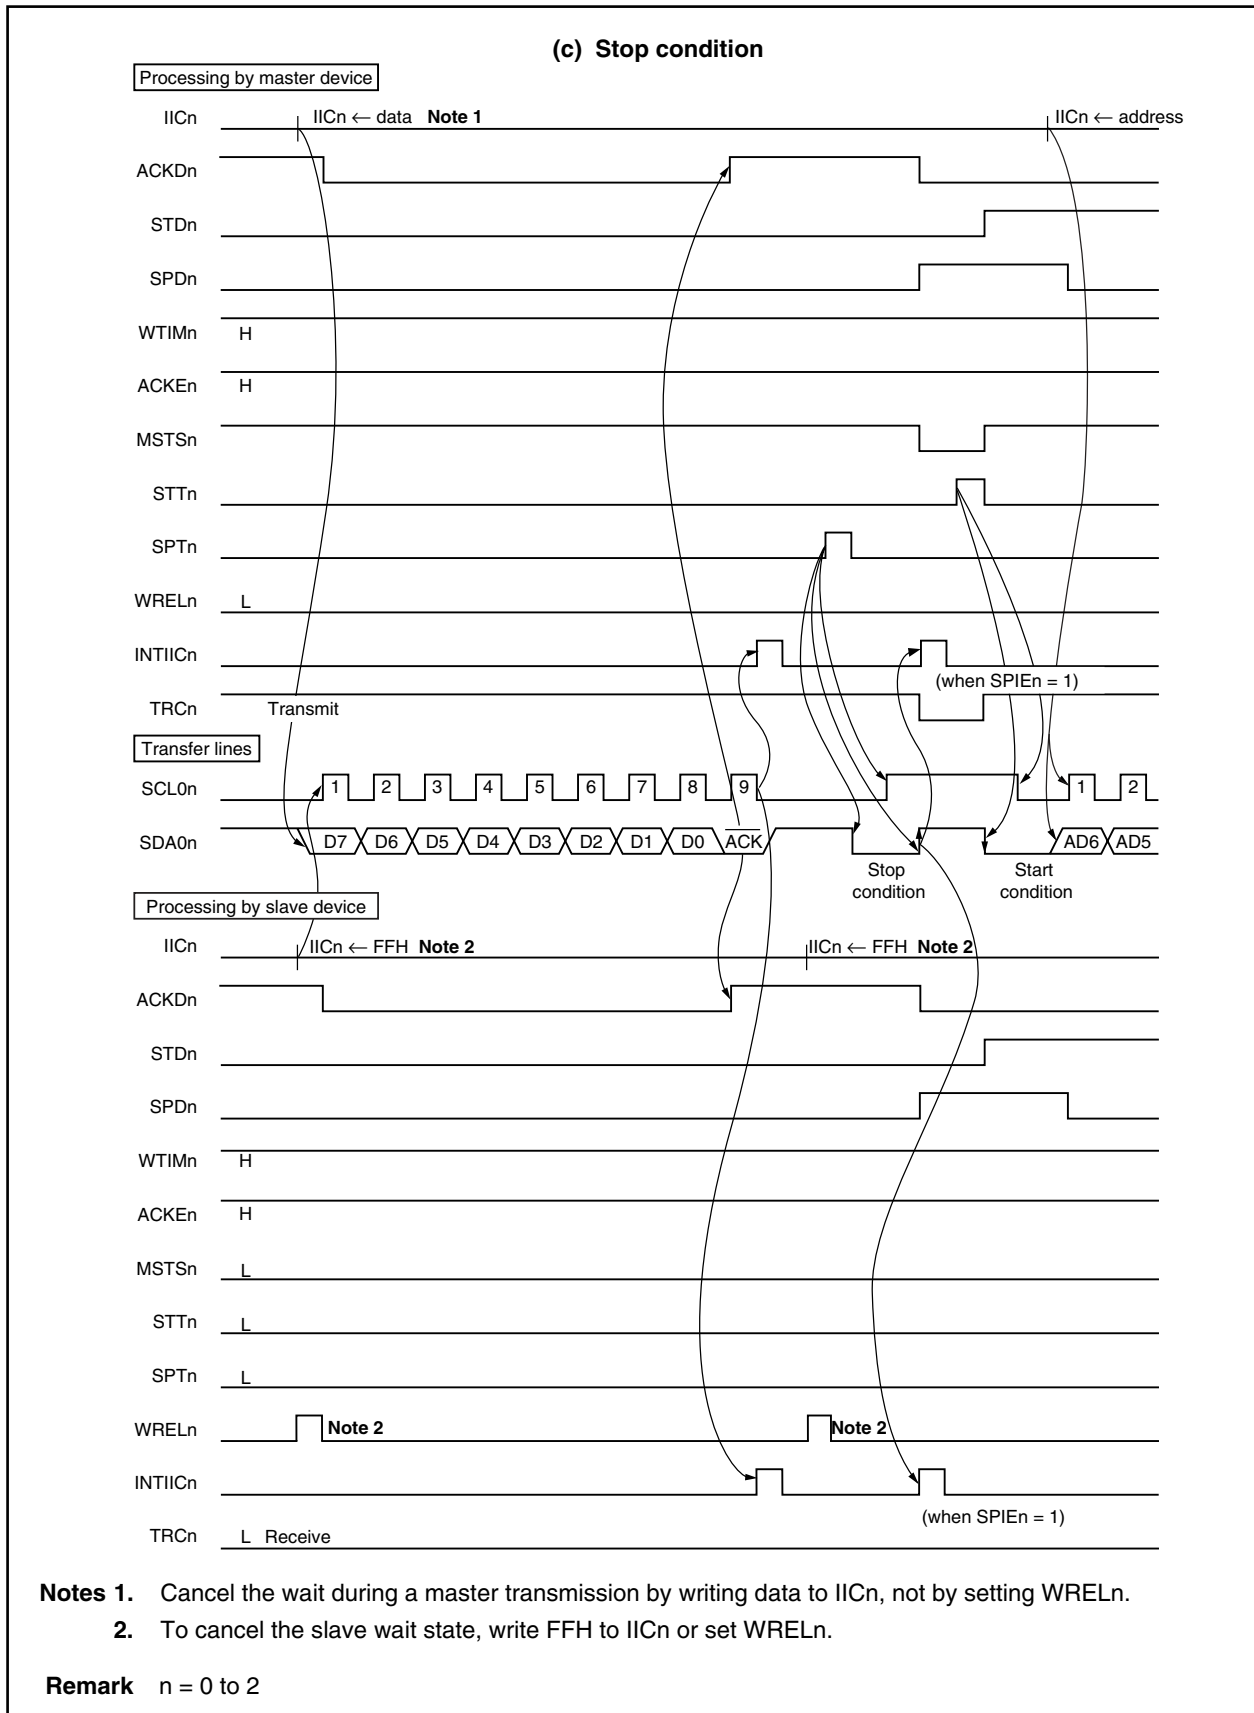 (c) Stop condition
Processing by master device
IICn IICn ← data Note 1 IICn ← address
ACKDn
STDn
SPDn
WTIMn H
ACKEn H
MSTSn
STTn
SPTn
WRELn L
INTIICn
(when SPIEn = 1)
TRCn Transmit
Transfer lines
SCL0n 1 2 3 4 5 6 7 8 9 1 2
SDA0n D7 D6 D5 D4 D3 D2 D1 D0 A̅C̅K̅ AD6 AD5
Stop Start
condition condition
Processing by slave device
IICn IICn ← FFH Note 2 IICn ← FFH Note 2
ACKDn
STDn
SPDn
WTIMn H
ACKEn H
MSTSn L
STTn L
SPTn L
WRELn Note 2 Note 2
INTIICn
(when SPIEn = 1)
TRCn L Receive
Notes 1. Cancel the wait during a master transmission by writing data to IICn, not by setting WRELn.
2. To cancel the slave wait state, write FFH to IICn or set WRELn.
Remark n = 0 to 2